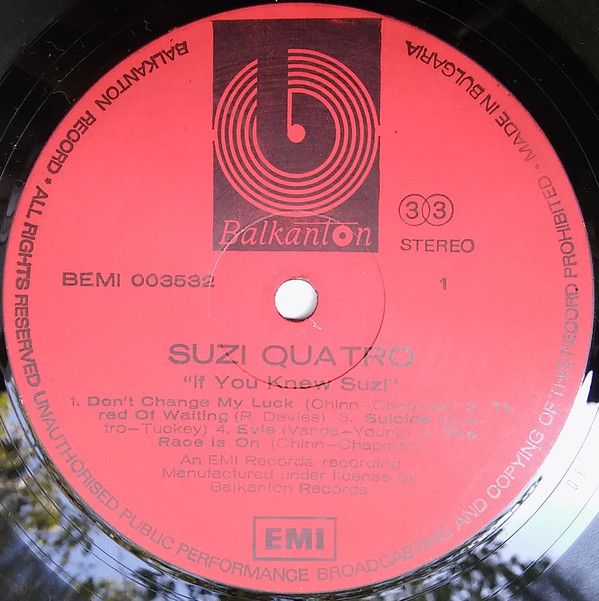 b
Balkanton
33
STEREO
BEMI 003532
1
SUZI QUATRO
"If You Knew Suzi"
1. Don't Change My Luck (Chinn-Chapman) 2. Ti-
red Of Waiting (R. Davies) 3. Suicide
tro-Tuckey) 4. Evie (Vanda-Young) 5. The
Race Is On (Chinn-Chapman)
An EMI Records recording
Manufactured under license by
Balkanton Records
EMI
BALKANTON RECORD • ALL RIGHTS RESERVED UNAUTHORISED PUBLIC PERFORMANCE BROADCASTING AND COPYING OF THIS RECORD PROHIBITED • MADE IN BULGARIA